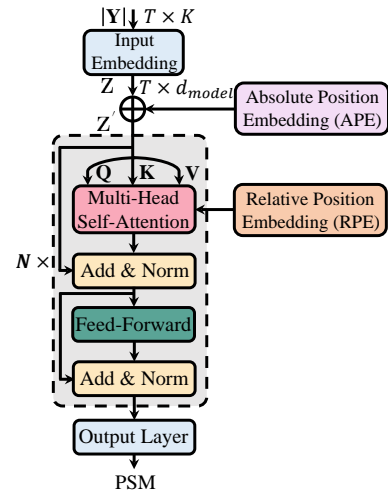 |Y| T × K
Input
Embedding
Z T × d_model
Absolute Position
Embedding (APE)
Z′
Q K V
Multi-Head
Self-Attention
Relative Position
Embedding (RPE)
N ×
Add & Norm
Feed-Forward
Add & Norm
Output Layer
PSM